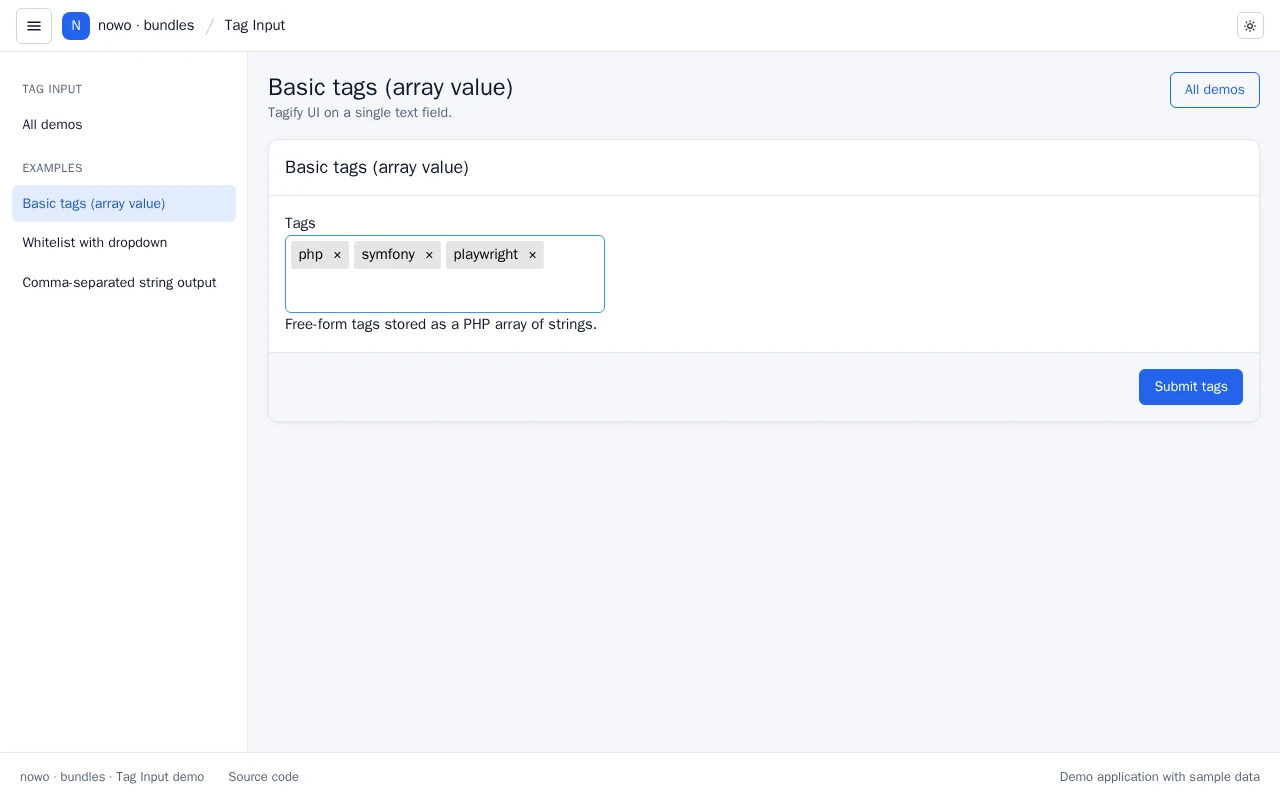 N nowo · bundles / Tag Input
TAG INPUT
All demos
EXAMPLES
Basic tags (array value)
Whitelist with dropdown
Comma-separated string output
Basic tags (array value)
Tagify UI on a single text field.
All demos
Basic tags (array value)
Tags
php × symfony × playwright ×
Free-form tags stored as a PHP array of strings.
Submit tags
nowo · bundles · Tag Input demo Source code Demo application with sample data